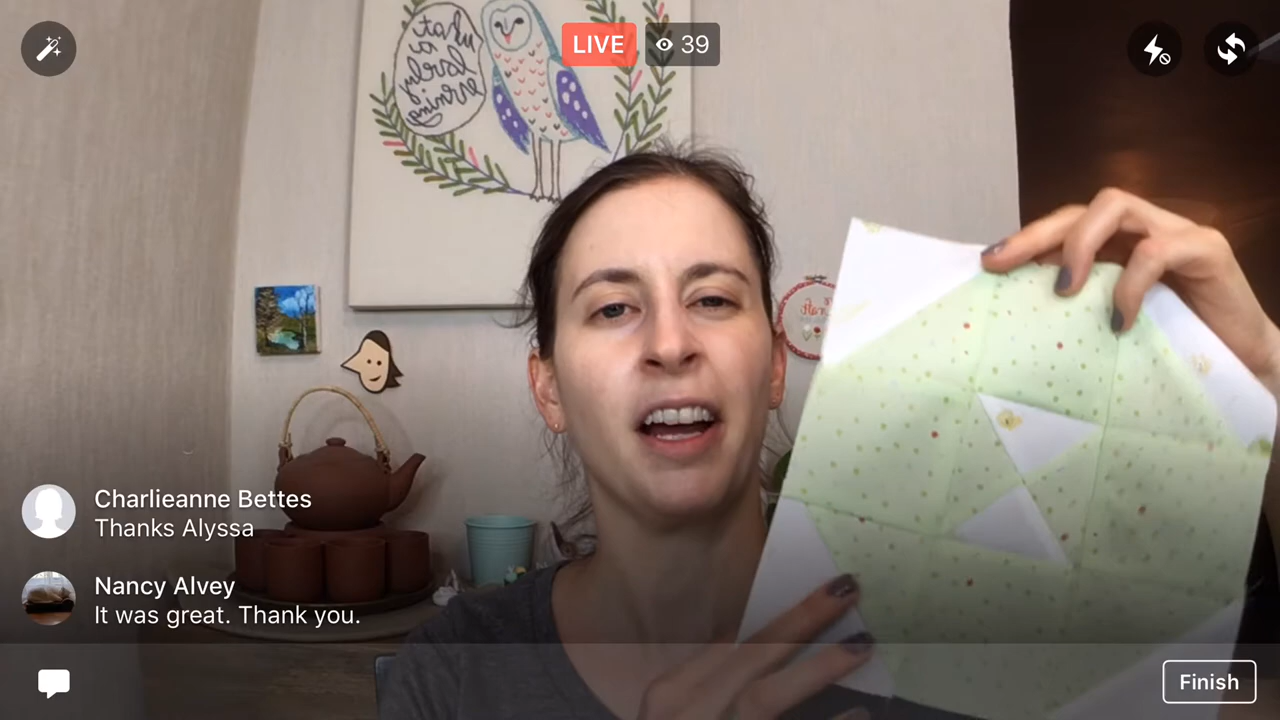 LIVE
39
Charlieanne Bettes
Thanks Alyssa
Nancy Alvey
It was great. Thank you.
Finish